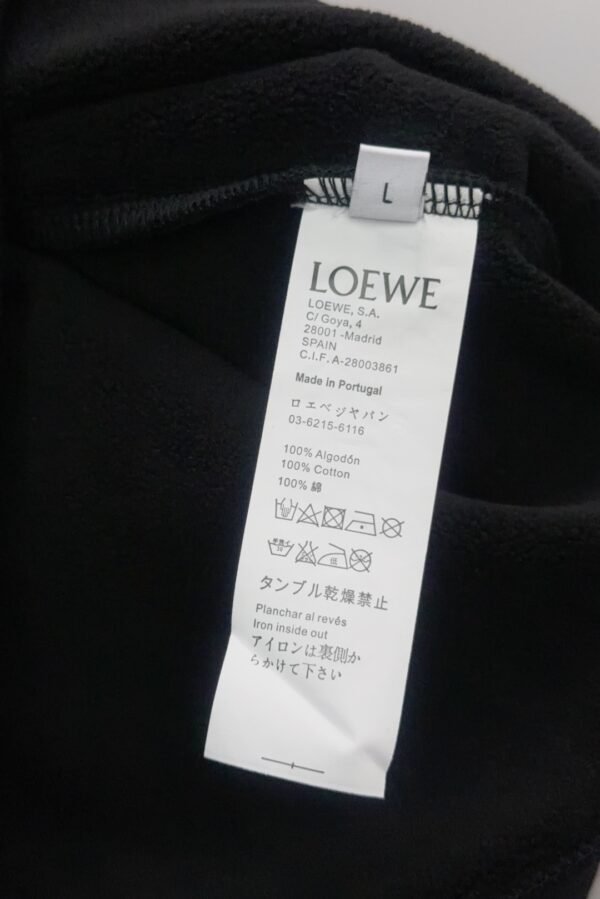 L
LOEWE
LOEWE, S.A.
C/ Goya, 4
28001 -Madrid
SPAIN
C.I.F. A-28003861
Made in Portugal
ロエベジャパン
03-6215-6116
100% Algodón
100% Cotton
100% 綿
タンブル乾燥禁止
Planchar al revés
Iron inside out
アイロンは裏側か
らかけて下さい